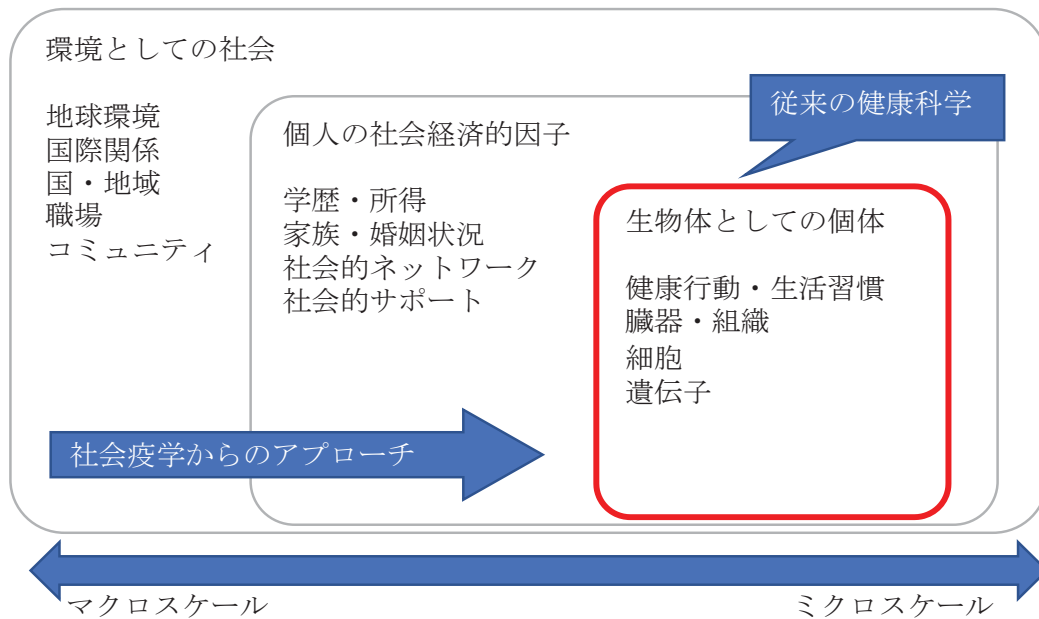 環境としての社会
地球環境
国際関係
国・地域
職場
コミュニティ
個人の社会経済的因子
学歴・所得
家族・婚姻状況
社会的ネットワーク
社会的サポート
従来の健康科学
生物体としての個体
健康行動・生活習慣
臓器・組織
細胞
遺伝子
社会疫学からのアプローチ
マクロスケール
ミクロスケール